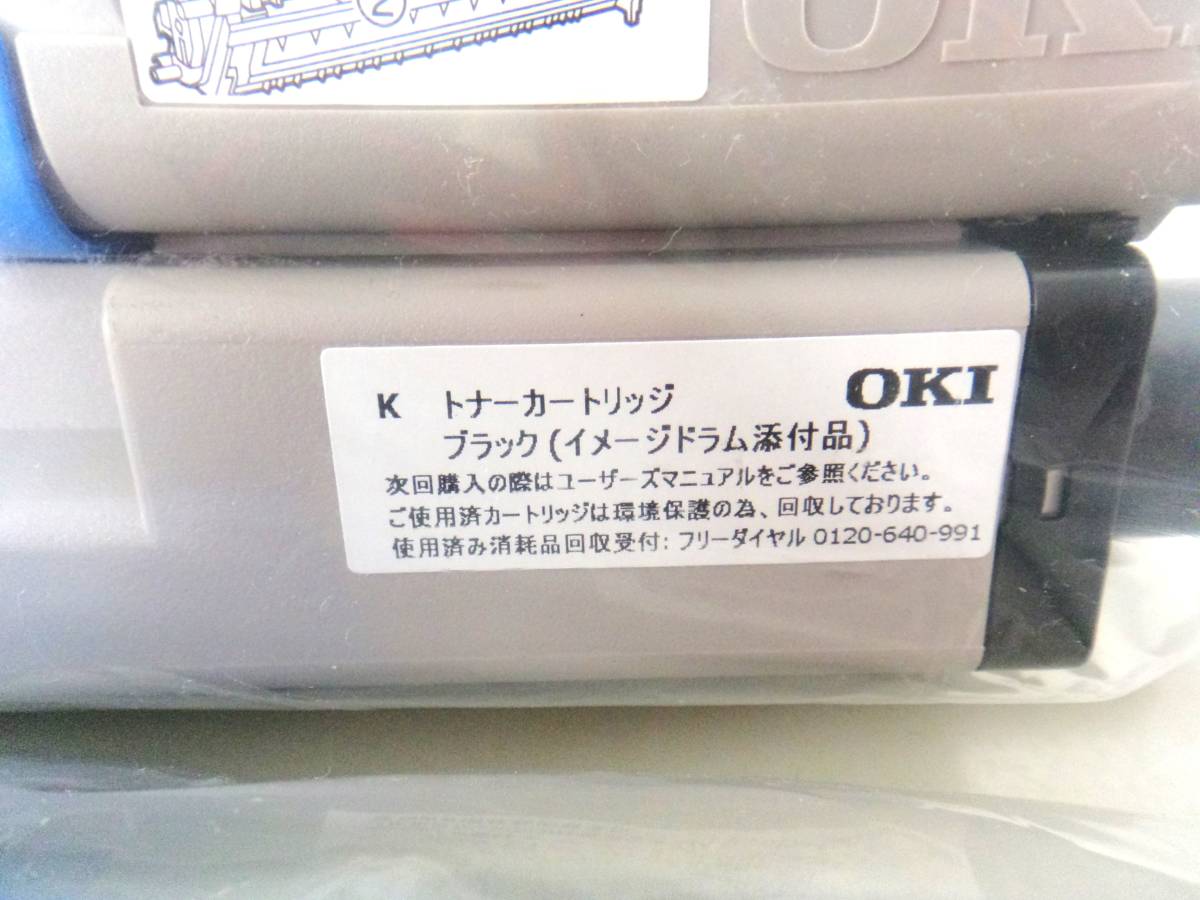 2
OKI
K トナーカートリッジ OKI
ブラック(イメージドラム添付品)
次回購入の際はユーザーズマニュアルをご参照ください。
ご使用済カートリッジは環境保護の為、回収しております。
使用済み消耗品回収受付: フリーダイヤル 0120-640-991